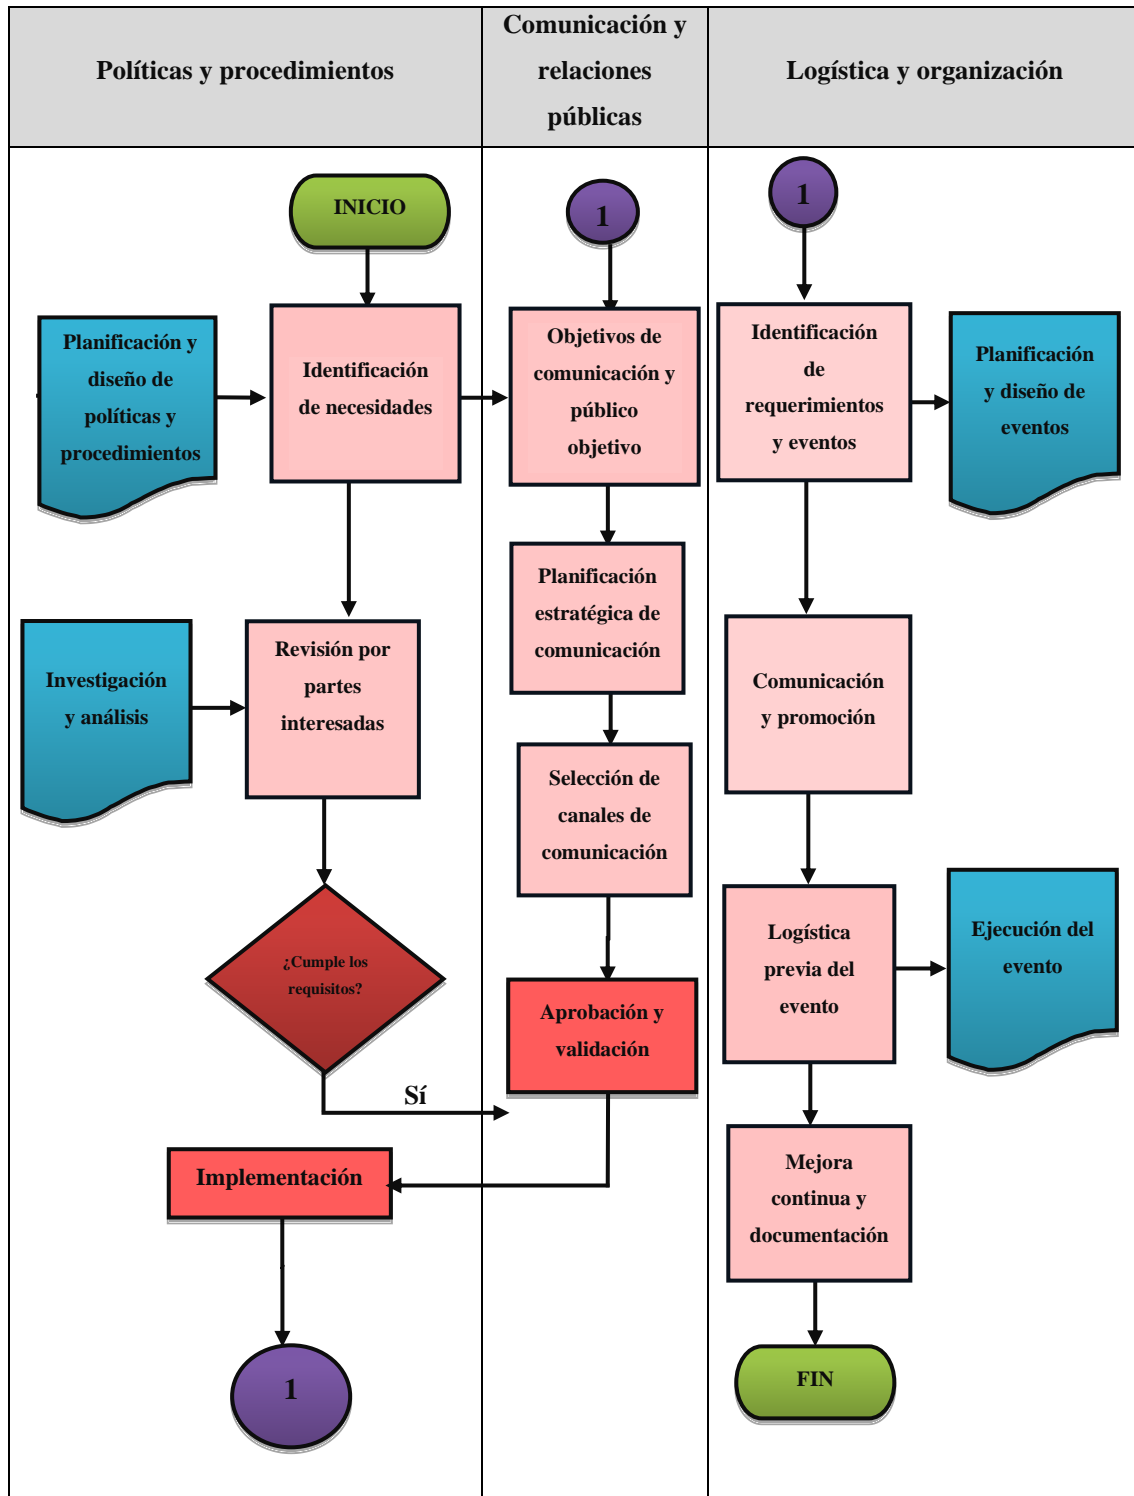 Políticas y procedimientos
Comunicación y
relaciones
públicas
Logística y organización
INICIO
Planificación y
diseño de
políticas y
procedimientos
Identificación
de necesidades
Investigación
y análisis
Revisión por
partes
interesadas
¿Cumple los
requisitos?
Sí
Implementación
1
1
Objetivos de
comunicación y
público
objetivo
Planificación
estratégica de
comunicación
Selección de
canales de
comunicación
Aprobación y
validación
1
Identificación
de
requerimientos
y eventos
Planificación
y diseño de
eventos
Comunicación
y promoción
Logística
previa del
evento
Ejecución del
evento
Mejora
continua y
documentación
FIN